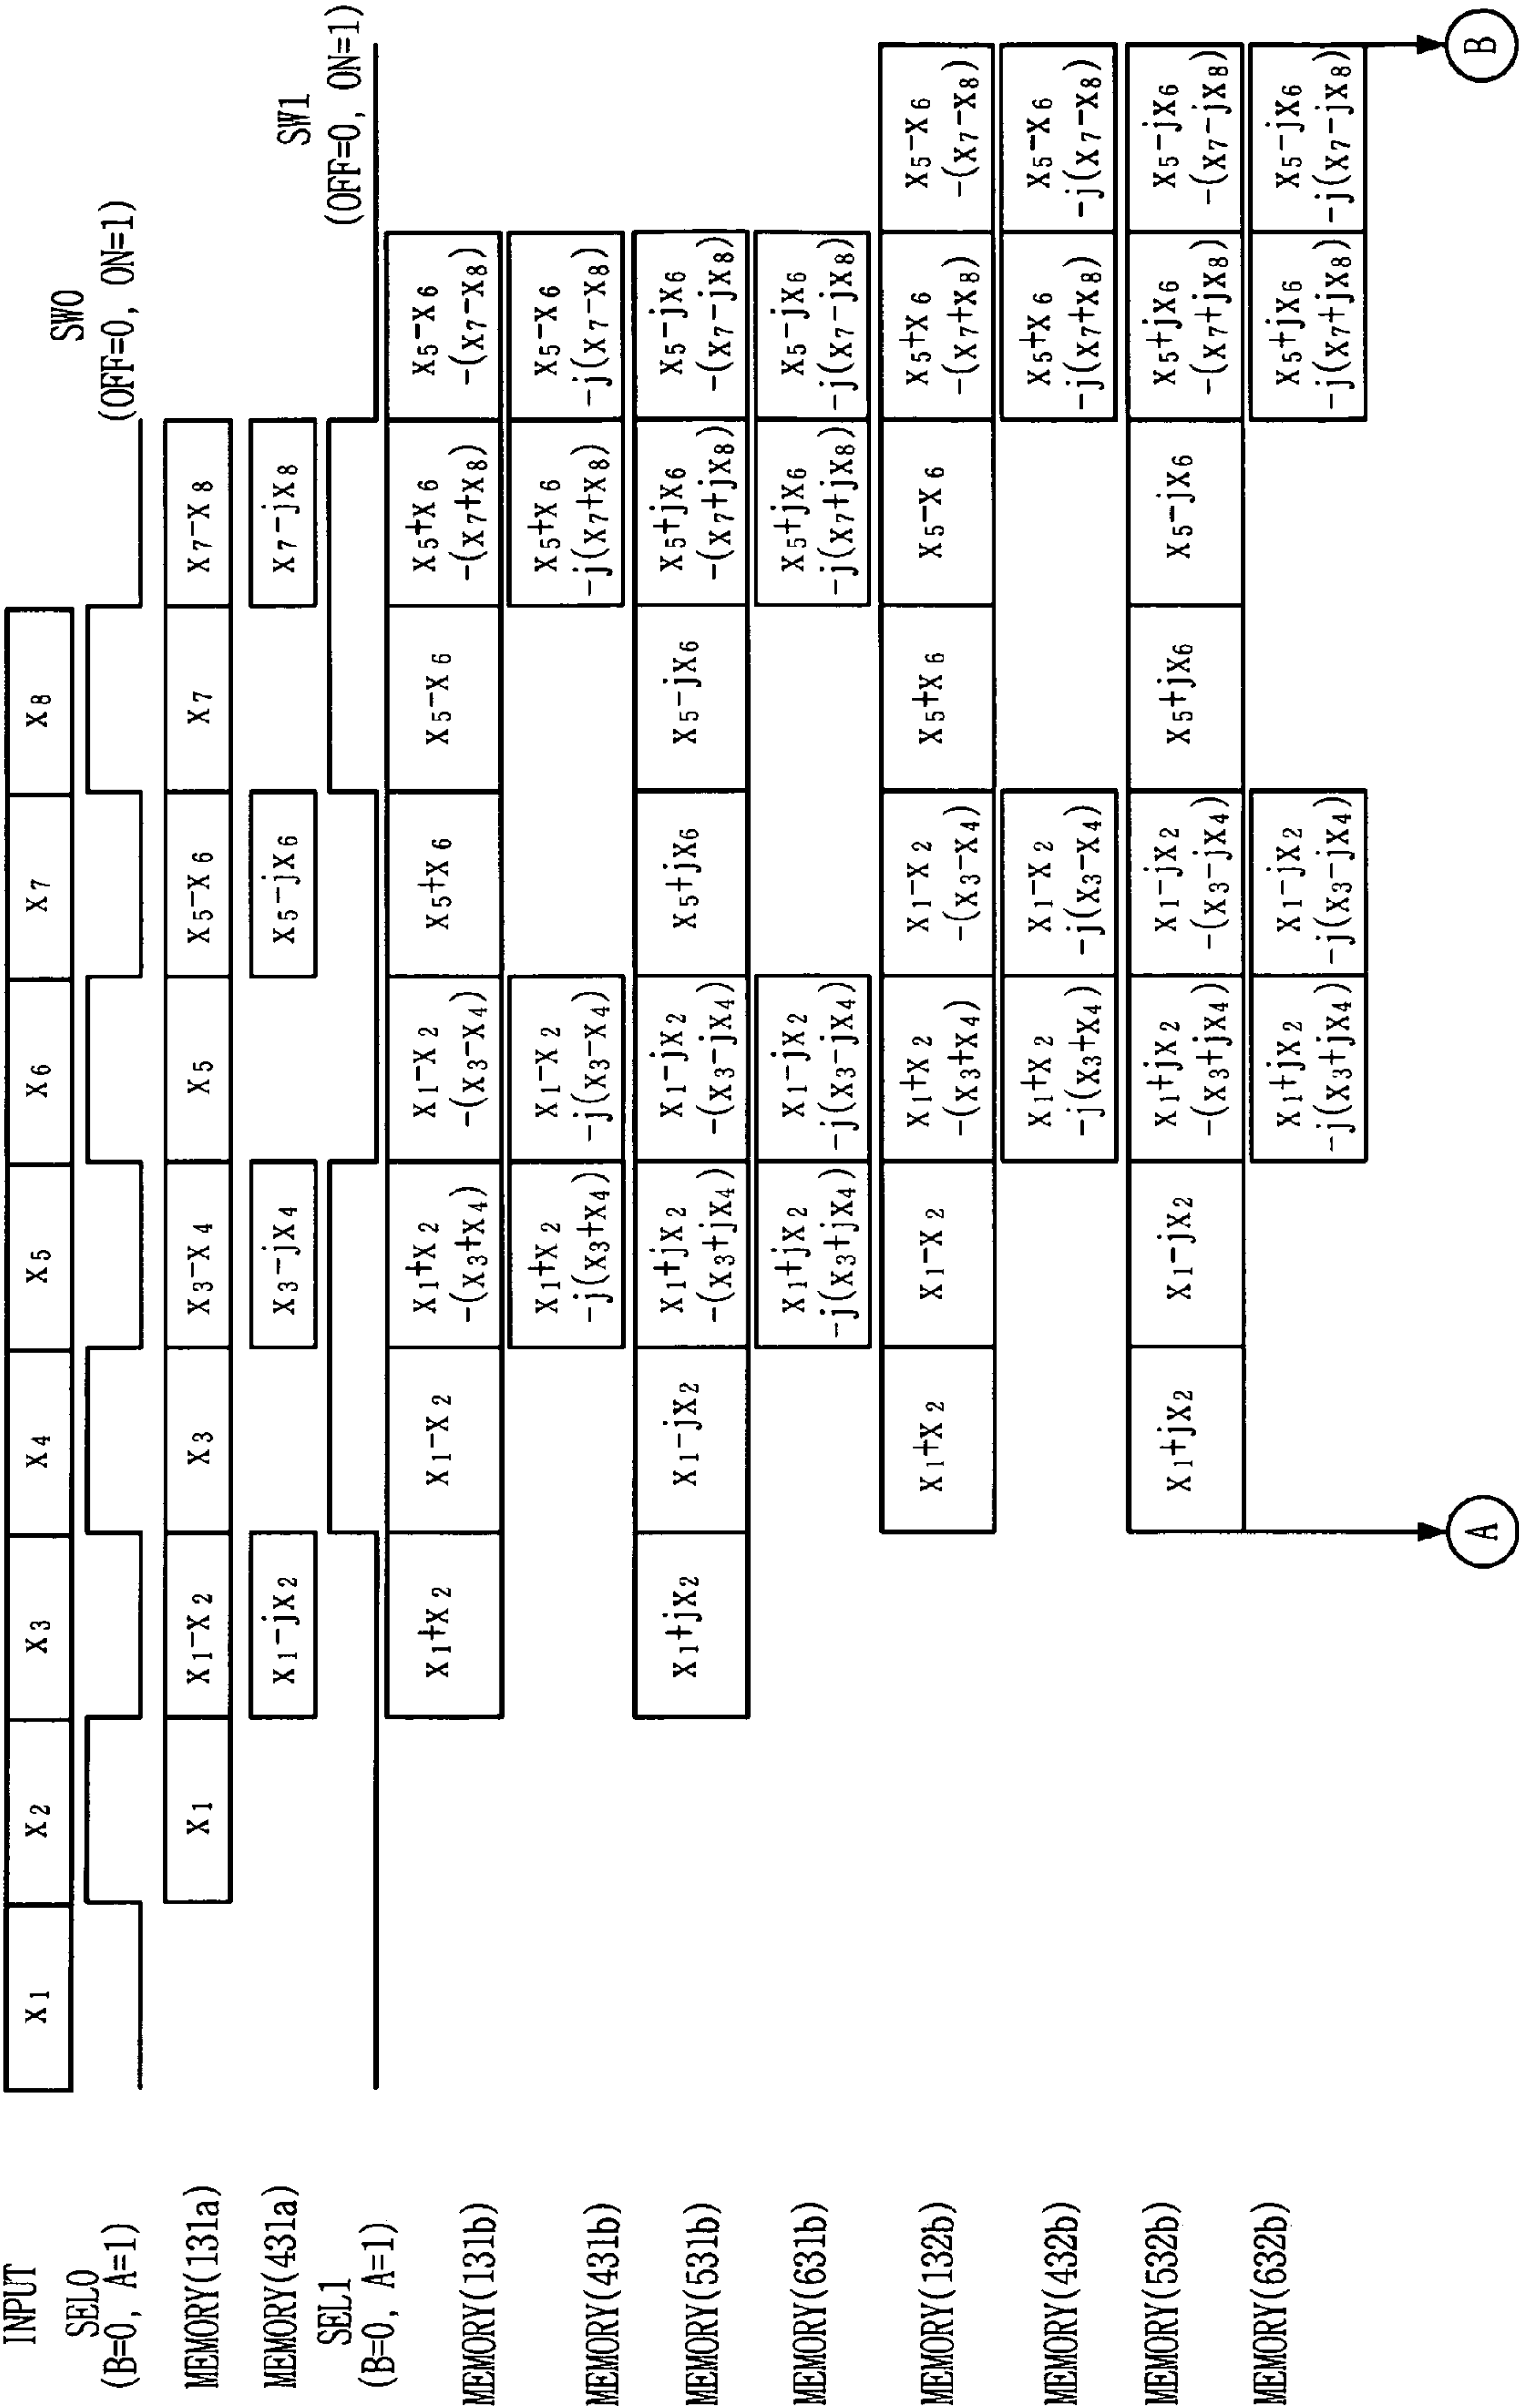 INPUT
X1
X2
X3
X4
X5
X6
X7
X8
SEL0
(B=0, A=1)
SW0
(OFF=0, ON=1)
MEMORY(131a)
X1
X1-X2
X3
X3-X4
X5
X5-X6
X7
X7-X8
MEMORY(431a)
X1-jX2
X3-jX4
X5-jX6
X7-jX8
SEL1
(B=0, A=1)
SW1
(OFF=0, ON=1)
MEMORY(131b)
X1+X2
X1-X2
X1+X2
-(X3+X4)
X1-X2
-(X3-X4)
X5+X6
X5-X6
X5+X6
-(X7+X8)
X5-X6
-(X7-X8)
MEMORY(431b)
X1+X2
-j(X3+X4)
X1-X2
-j(X3-X4)
X5+X6
-j(X7+X8)
X5-X6
-j(X7-X8)
MEMORY(531b)
X1+jX2
X1-jX2
X1+jX2
-(X3+jX4)
X1-jX2
-(X3-jX4)
X5+jX6
X5-jX6
X5+jX6
-(X7+jX8)
X5-jX6
-(X7-jX8)
MEMORY(631b)
X1+jX2
-j(X3+jX4)
X1-jX2
-j(X3-jX4)
X5+jX6
-j(X7+jX8)
X5-jX6
-j(X7-jX8)
MEMORY(132b)
X1+X2
X1-X2
X1+X2
-(X3+X4)
X1-X2
-(X3-X4)
X5+X6
X5-X6
X5+X6
-(X7+X8)
X5-X6
-(X7-X8)
MEMORY(432b)
X1+X2
-j(X3+X4)
X1-X2
-j(X3-X4)
X5+X6
-j(X7+X8)
X5-X6
-j(X7-X8)
MEMORY(532b)
X1+jX2
X1-jX2
X1+jX2
-(X3+jX4)
X1-jX2
-(X3-jX4)
X5+jX6
X5-jX6
X5+jX6
-(X7+jX8)
X5-jX6
-(X7-jX8)
MEMORY(632b)
X1+jX2
-j(X3+jX4)
X1-jX2
-j(X3-jX4)
X5+jX6
-j(X7+jX8)
X5-jX6
-j(X7-jX8)
A
B